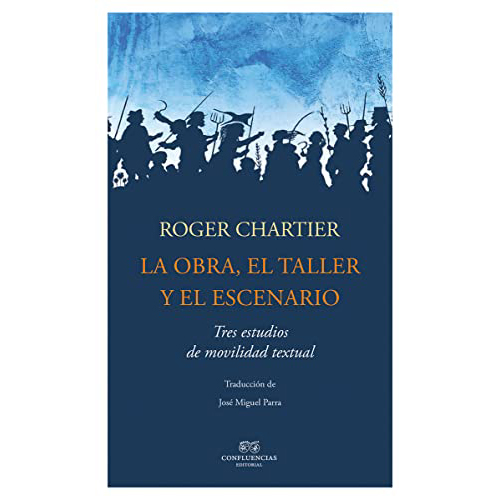 ROGER CHARTIER
LA OBRA, EL TALLER
Y EL ESCENARIO
Tres estudios
de movilidad textual
Traducción de
José Miguel Parra
CONFLUENCIAS
EDITORIAL